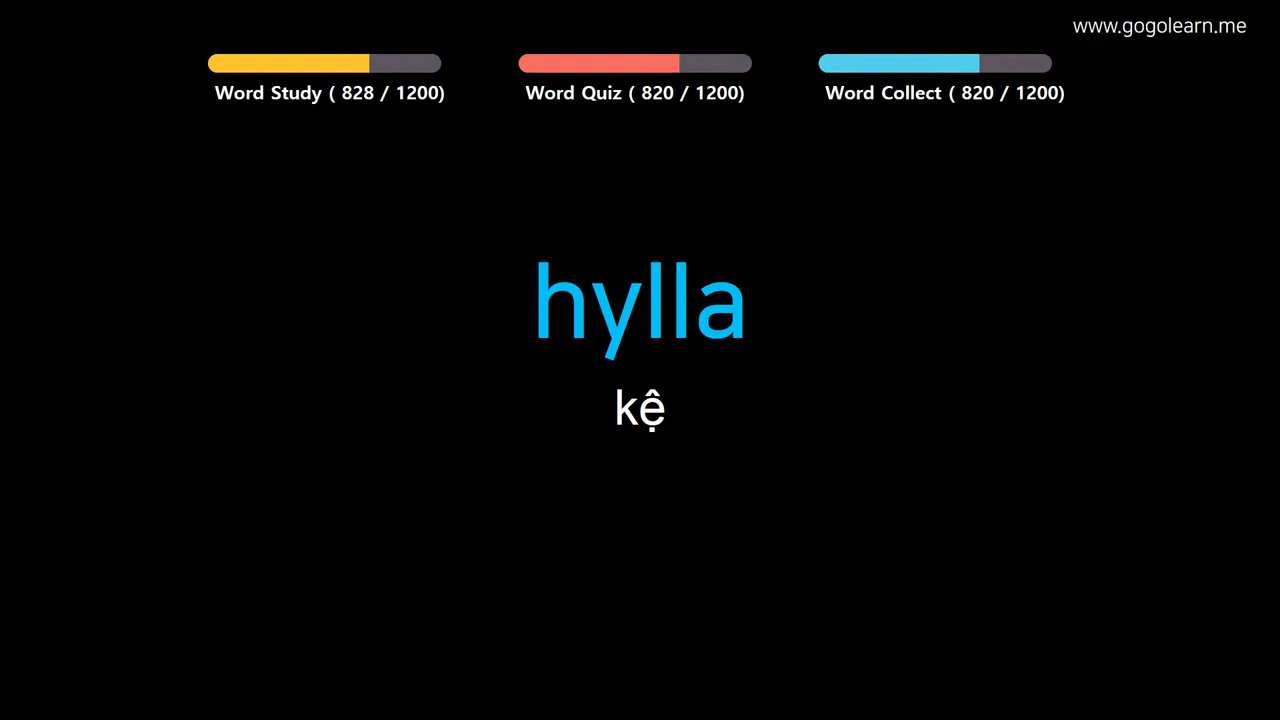 www.gogolearn.me
Word Study ( 828 / 1200)
Word Quiz ( 820 / 1200)
Word Collect ( 820 / 1200)
hylla
kệ